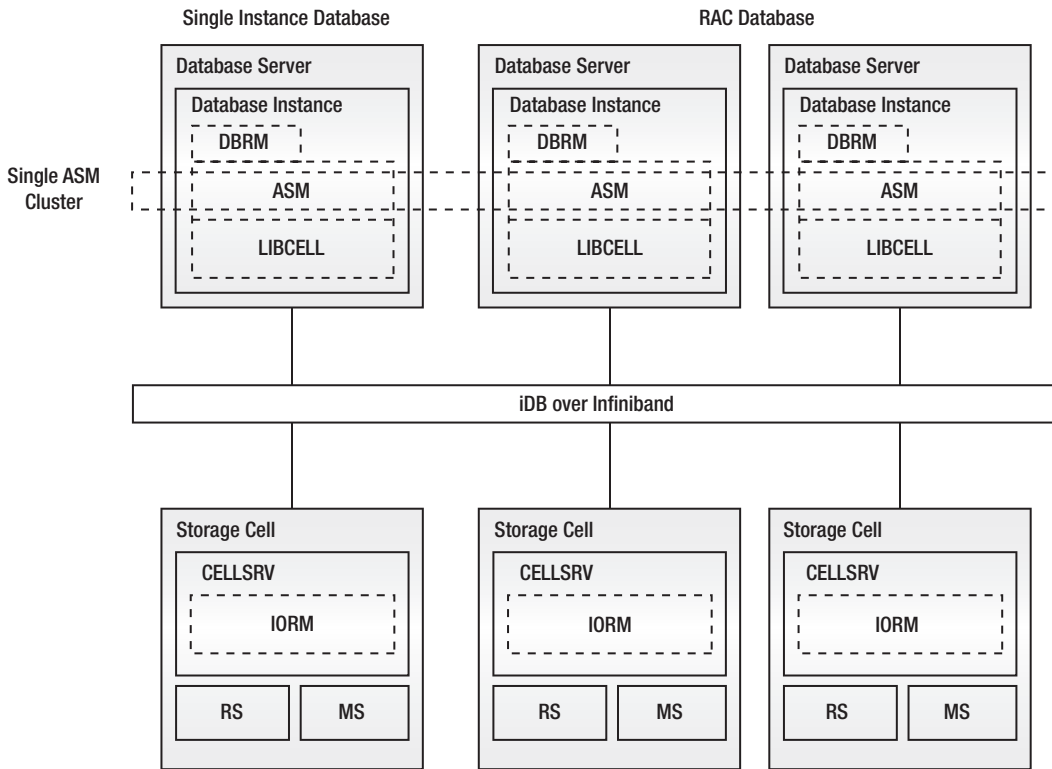 Single Instance Database
RAC Database
Database Server
Database Instance
DBRM
ASM
LIBCELL
Database Server
Database Instance
DBRM
ASM
LIBCELL
Database Server
Database Instance
DBRM
ASM
LIBCELL
Single ASM
Cluster
iDB over Infiniband
Storage Cell
CELLSRV
IORM
RS
MS
Storage Cell
CELLSRV
IORM
RS
MS
Storage Cell
CELLSRV
IORM
RS
MS